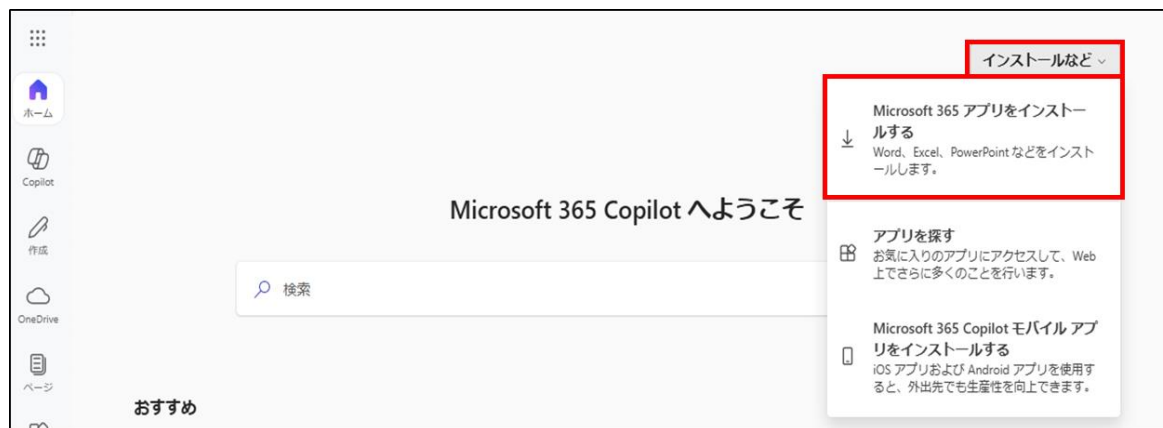 インストールなど
ホーム
Copilot
作成
OneDrive
ページ
Microsoft 365 Copilot へようこそ
検索
おすすめ
Microsoft 365 アプリをインストー
ルする
Word、Excel、PowerPoint などをインスト
ールします。
アプリを探す
お気に入りのアプリにアクセスして、Web
上でさらに多くのことを行います。
Microsoft 365 Copilot モバイル アプ
リをインストールする
iOS アプリおよび Android アプリを使用す
ると、外出先でも生産性を向上できます。